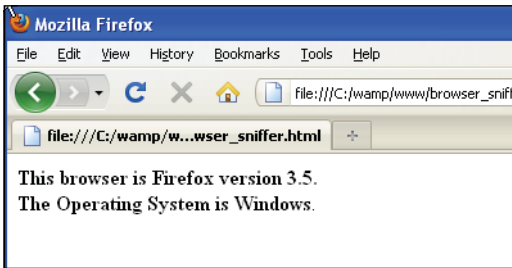 Mozilla Firefox
File Edit View History Bookmarks Tools Help
file:///C:/wamp/www/browser_sniff
file:///C:/wamp/w...wser_sniffer.html
This browser is Firefox version 3.5.
The Operating System is Windows.